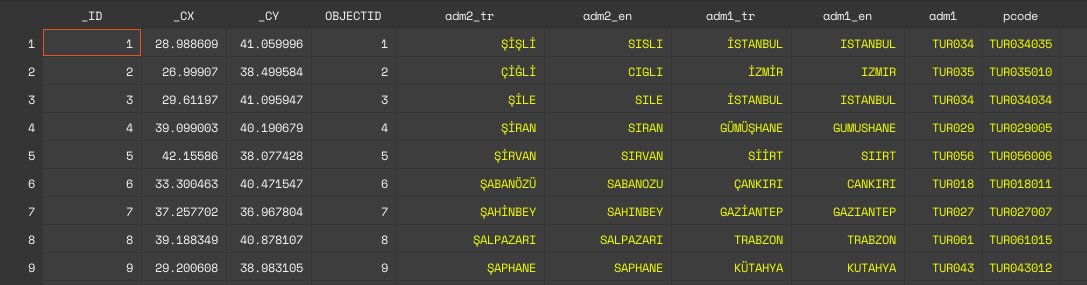 _ID _CX _CY OBJECTID adm2_tr adm2_en adm1_tr adm1_en adm1 pcode
1 1 28.988609 41.059996 1 ŞİŞLİ SISLI İSTANBUL ISTANBUL TUR034 TUR034035
2 2 26.99907 38.499584 2 ÇİĞLİ CIGLI İZMİR IZMIR TUR035 TUR035010
3 3 29.61197 41.095947 3 ŞİLE SILE İSTANBUL ISTANBUL TUR034 TUR034034
4 4 39.099003 40.190679 4 ŞİRAN SIRAN GÜMÜŞHANE GUMUSHANE TUR029 TUR029005
5 5 42.15586 38.077428 5 ŞİRVAN SIRVAN SİİRT SIIRT TUR056 TUR056006
6 6 33.300463 40.471547 6 ŞABANÖZÜ SABANOZU ÇANKIRI CANKIRI TUR018 TUR018011
7 7 37.257702 36.967804 7 ŞAHİNBEY SAHINBEY GAZİANTEP GAZIANTEP TUR027 TUR027007
8 8 39.188349 40.878107 8 ŞALPAZARI SALPAZARI TRABZON TRABZON TUR061 TUR061015
9 9 29.200608 38.983105 9 ŞAPHANE SAPHANE KÜTAHYA KUTAHYA TUR043 TUR043012